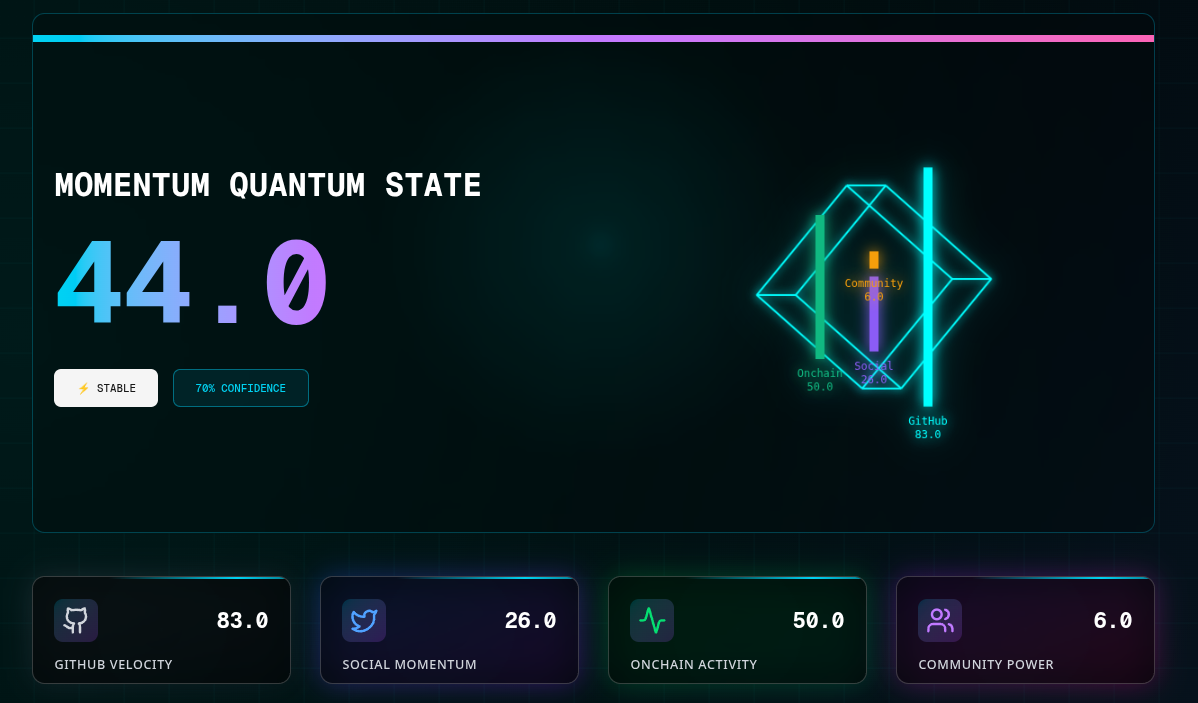 MOMENTUM QUANTUM STATE
44.0
⚡ STABLE
70% CONFIDENCE
Community
6.0
Onchain
50.0
Social
26.0
GitHub
83.0
83.0
GITHUB VELOCITY
26.0
SOCIAL MOMENTUM
50.0
ONCHAIN ACTIVITY
6.0
COMMUNITY POWER